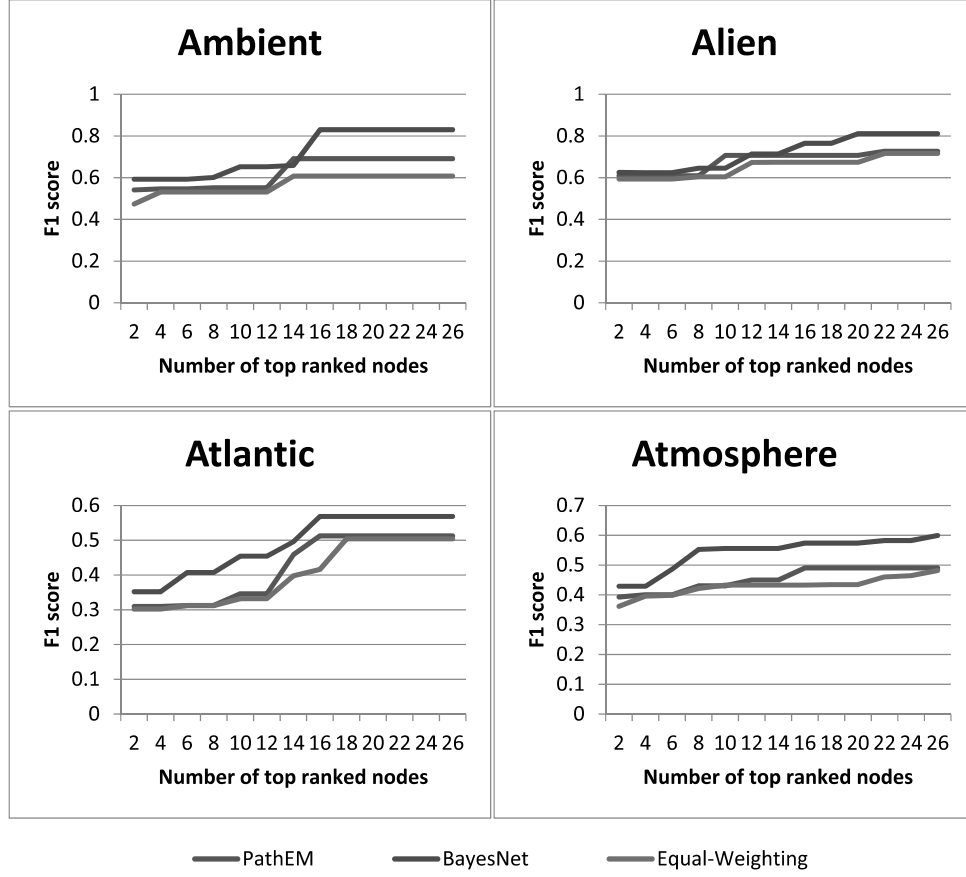 Ambient
1
0.8
0.6
0.4
0.2
0
F1 score
2 4 6 8 10 12 14 16 18 20 22 24 26
Number of top ranked nodes
Alien
1
0.8
0.6
0.4
0.2
0
F1 score
2 4 6 8 10 12 14 16 18 20 22 24 26
Number of top ranked nodes
Atlantic
0.6
0.5
0.4
0.3
0.2
0.1
0
F1 score
2 4 6 8 10 12 14 16 18 20 22 24 26
Number of top ranked nodes
Atmosphere
0.7
0.6
0.5
0.4
0.3
0.2
0.1
0
F1 score
2 4 6 8 10 12 14 16 18 20 22 24 26
Number of top ranked nodes
PathEM BayesNet Equal-Weighting